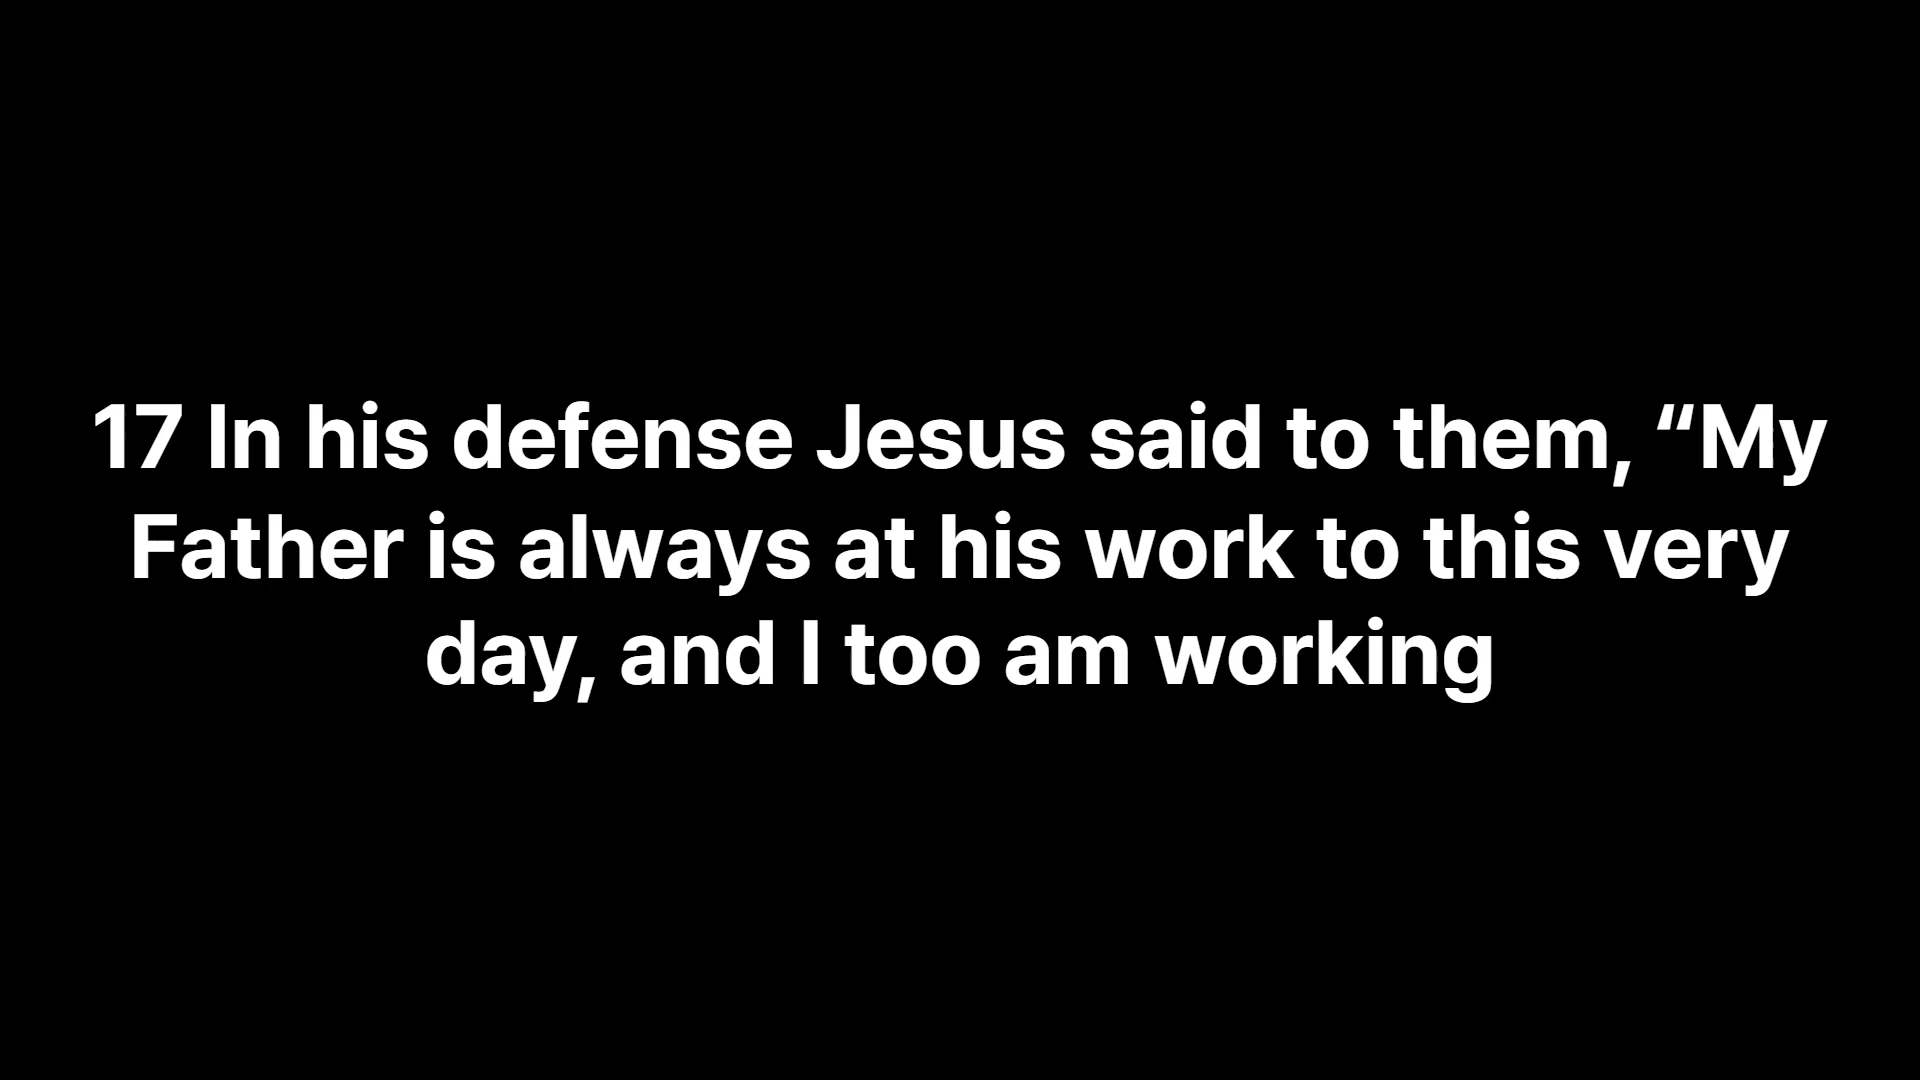 17 In his defense Jesus said to them, “My
Father is always at his work to this very
day, and I too am working